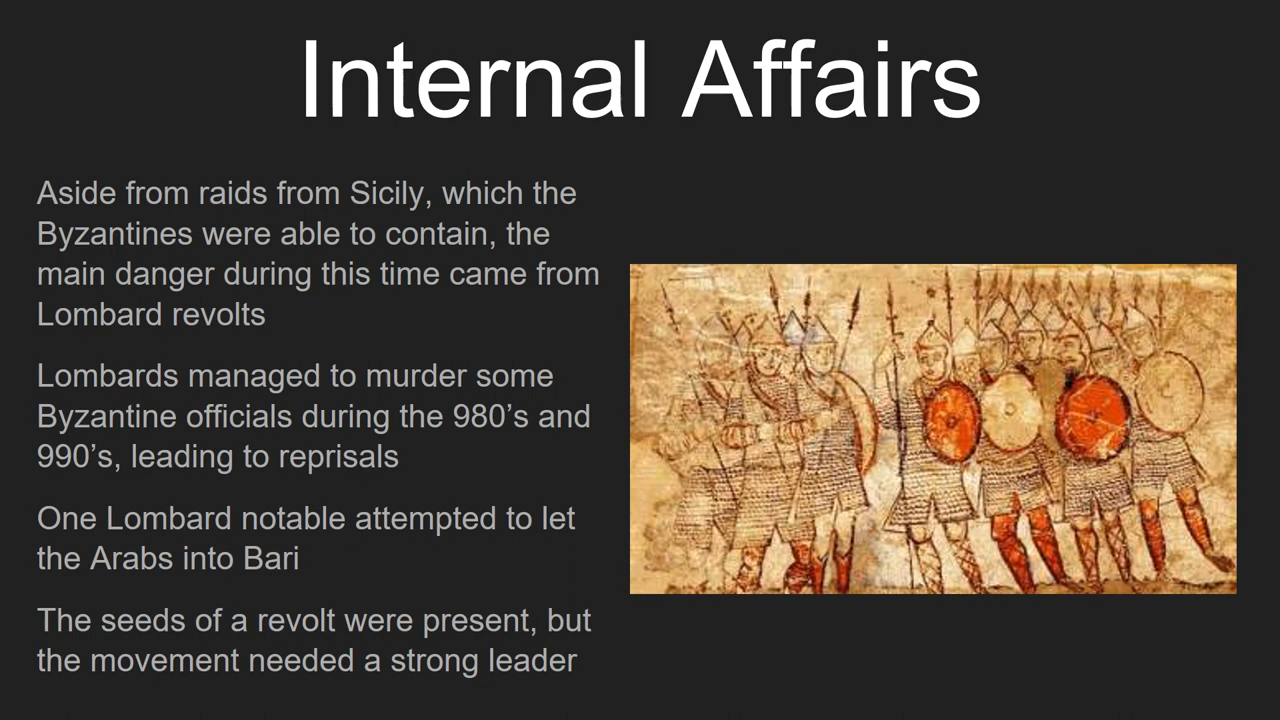 Internal Affairs
Aside from raids from Sicily, which the
Byzantines were able to contain, the
main danger during this time came from
Lombard revolts
Lombards managed to murder some
Byzantine officials during the 980’s and
990’s, leading to reprisals
One Lombard notable attempted to let
the Arabs into Bari
The seeds of a revolt were present, but
the movement needed a strong leader